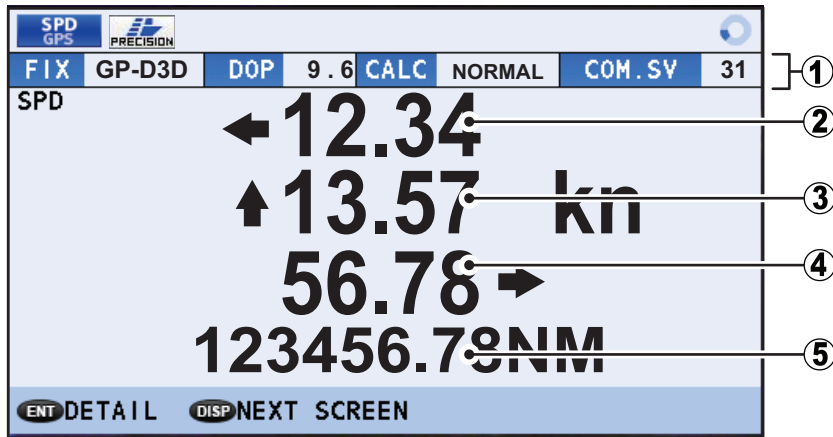 SPD GPS PRECISION
FIX GP-D3D DOP 9.6 CALC NORMAL COM.SV 31 1
SPD
12.34 2
13.57 kn 3
56.78 4
123456.78NM 5
ENT DETAIL DISP NEXT SCREEN